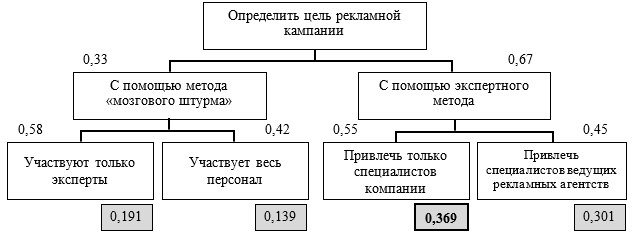 Определить цель рекламной
кампании
0,33
0,67
С помощью метода
«мозгового штурма»
С помощью экспертного
метода
0,58
0,42
0,55
0,45
Участвуют только
эксперты
Участвует весь
персонал
Привлечь только
специалистов
компании
Привлечь
специалистов ведущих
рекламных агентств
0,191
0,139
0,369
0,301